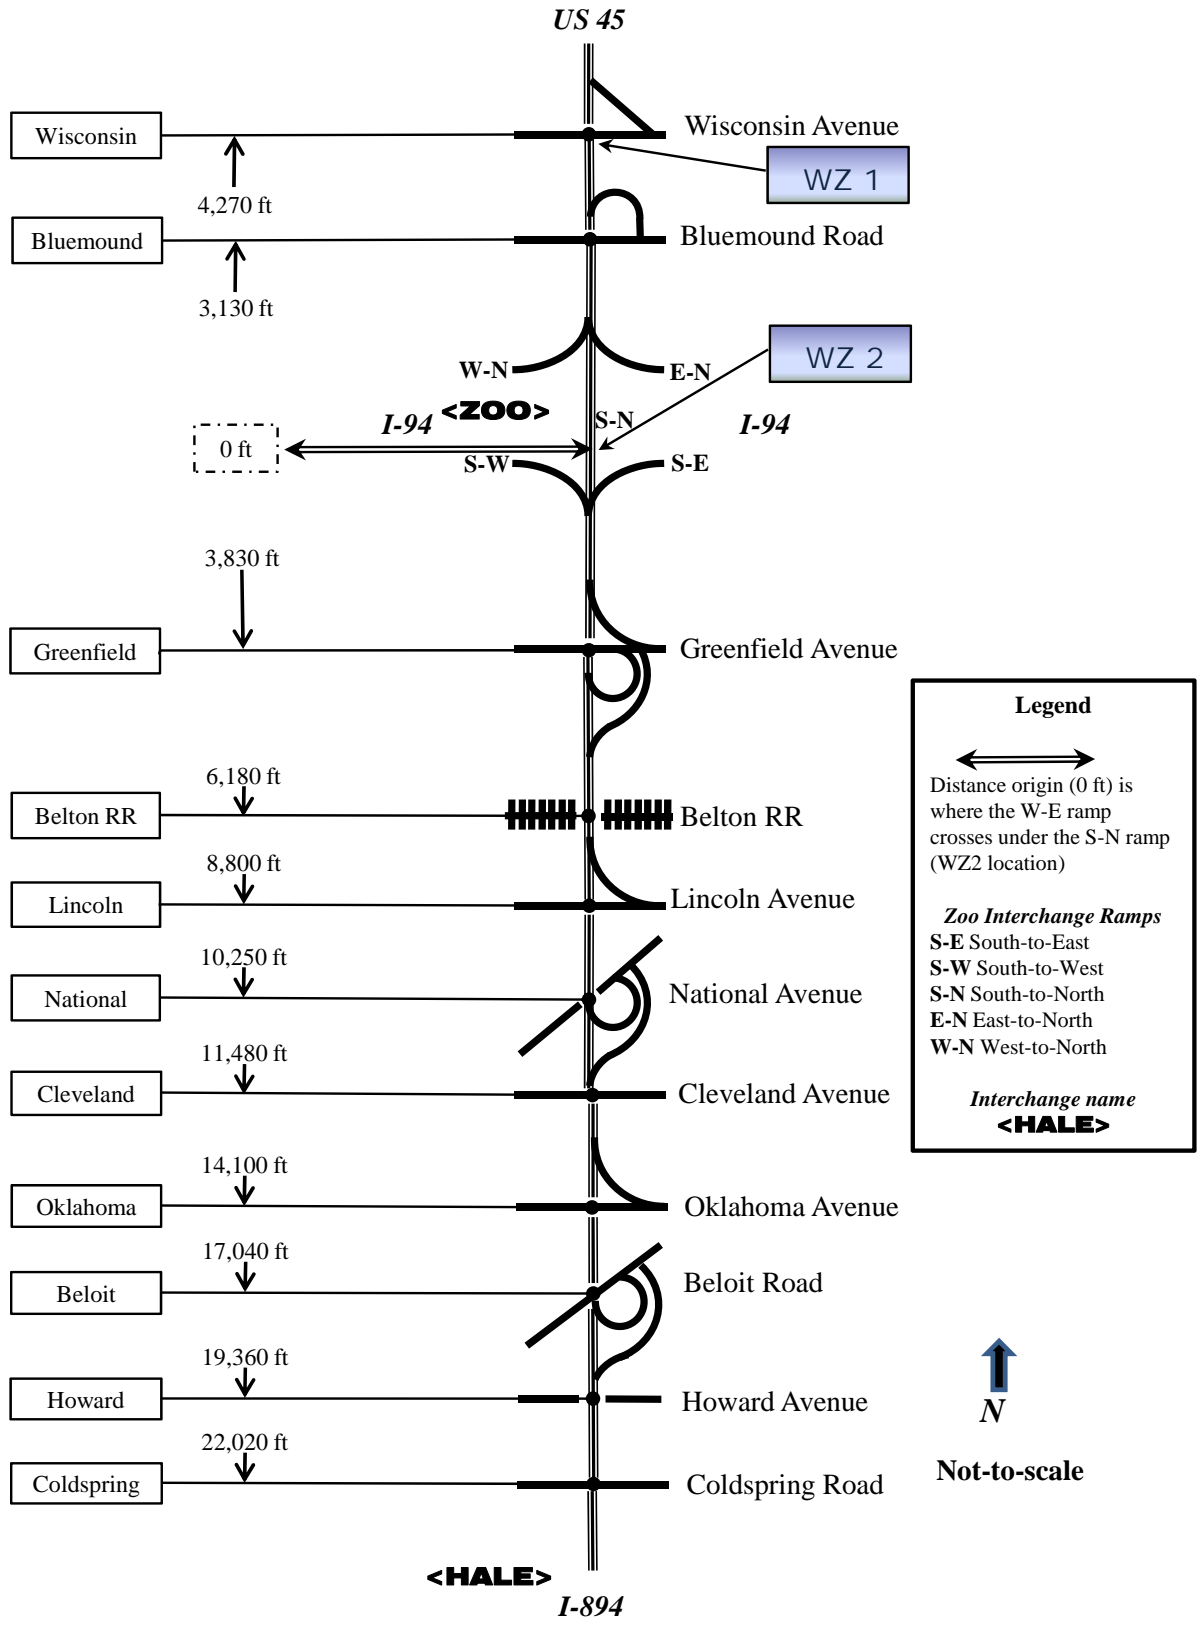 US 45
Wisconsin
Wisconsin Avenue
WZ 1
4,270 ft
Bluemound
Bluemound Road
3,130 ft
WZ 2
W-N
E-N
<ZOO>
I-94
S-N
I-94
0 ft
S-W
S-E
3,830 ft
Greenfield
Greenfield Avenue
6,180 ft
Belton RR
Belton RR
8,800 ft
Lincoln
Lincoln Avenue
10,250 ft
National
National Avenue
11,480 ft
Cleveland
Cleveland Avenue
14,100 ft
Oklahoma
Oklahoma Avenue
17,040 ft
Beloit
Beloit Road
19,360 ft
Howard
Howard Avenue
22,020 ft
Coldspring
Coldspring Road
<HALE>
I-894
Legend
Distance origin (0 ft) is
where the W-E ramp
crosses under the S-N ramp
(WZ2 location)
Zoo Interchange Ramps
S-E South-to-East
S-W South-to-West
S-N South-to-North
E-N East-to-North
W-N West-to-North
Interchange name
<HALE>
N
Not-to-scale